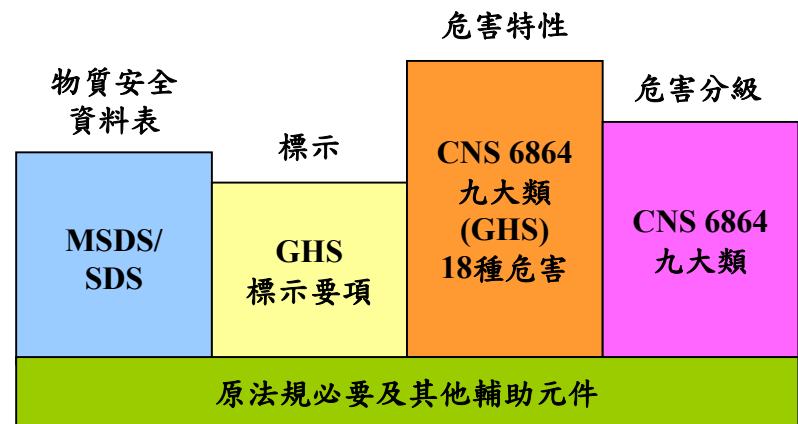 物質安全
資料表
MSDS/
SDS
標示
GHS
標示要項
危害特性
CNS 6864
九大類
(GHS)
18種危害
危害分級
CNS 6864
九大類
原法規必要及其他輔助元件